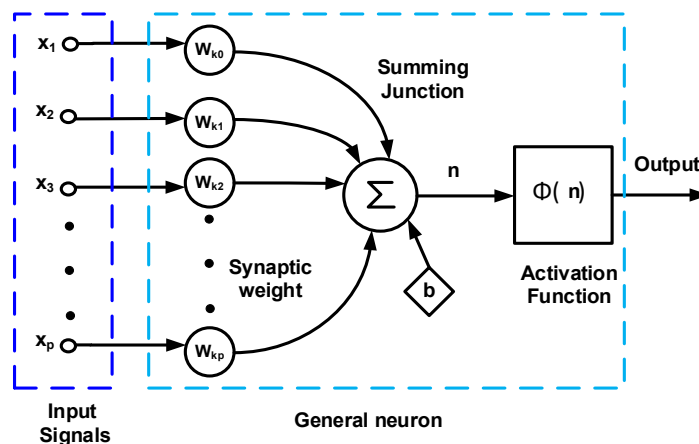 x1
Wk0
Summing
Junction
x2
Wk1
x3
Wk2
Σ
n
Φ( n)
Output
Synaptic
weight
b
Activation
Function
xp
Wkp
Input
Signals
General neuron